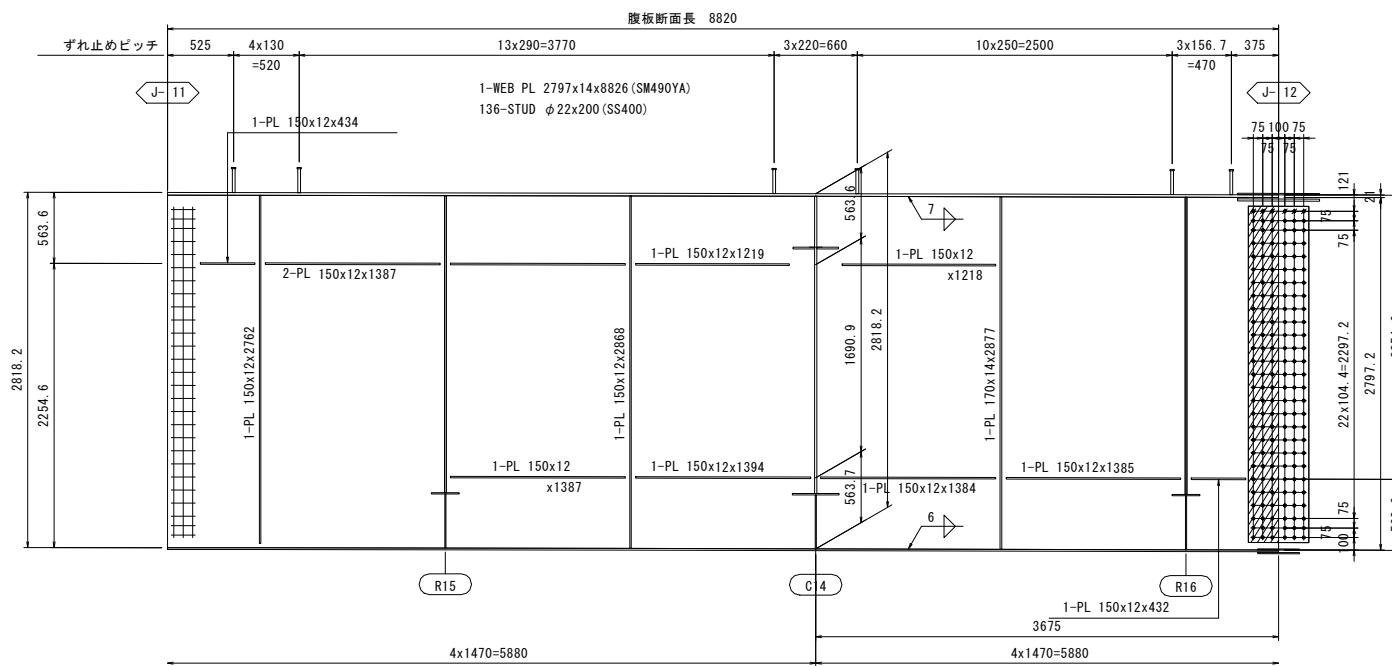 腹板断面長 8820
ずれ止めピッチ
525
4x130
=520
13x290=3770
3x220=660
10x250=2500
3x156.7
=470
375
J- 11
1-WEB PL 2797x14x8826(SM490YA)
136-STUD φ22x200(SS400)
J- 12
1-PL 150x12x434
75 100 75
75 75
121
21
563.6
563.6
7
75
75
1-PL 150x12x1219
1-PL 150x12
x1218
2-PL 150x12x1387
2818.2
2254.6
1-PL 150x12x2762
1-PL 150x12x2868
1690.9
2818.2
1-PL 170x14x2877
22x104.4=2297.2
2797.2
1-PL 150x12
x1387
1-PL 150x12x1394
563.7
1-PL 150x12x1384
1-PL 150x12x1385
6
75
75
100
R15
C14
R16
1-PL 150x12x432
3675
4x1470=5880
4x1470=5880